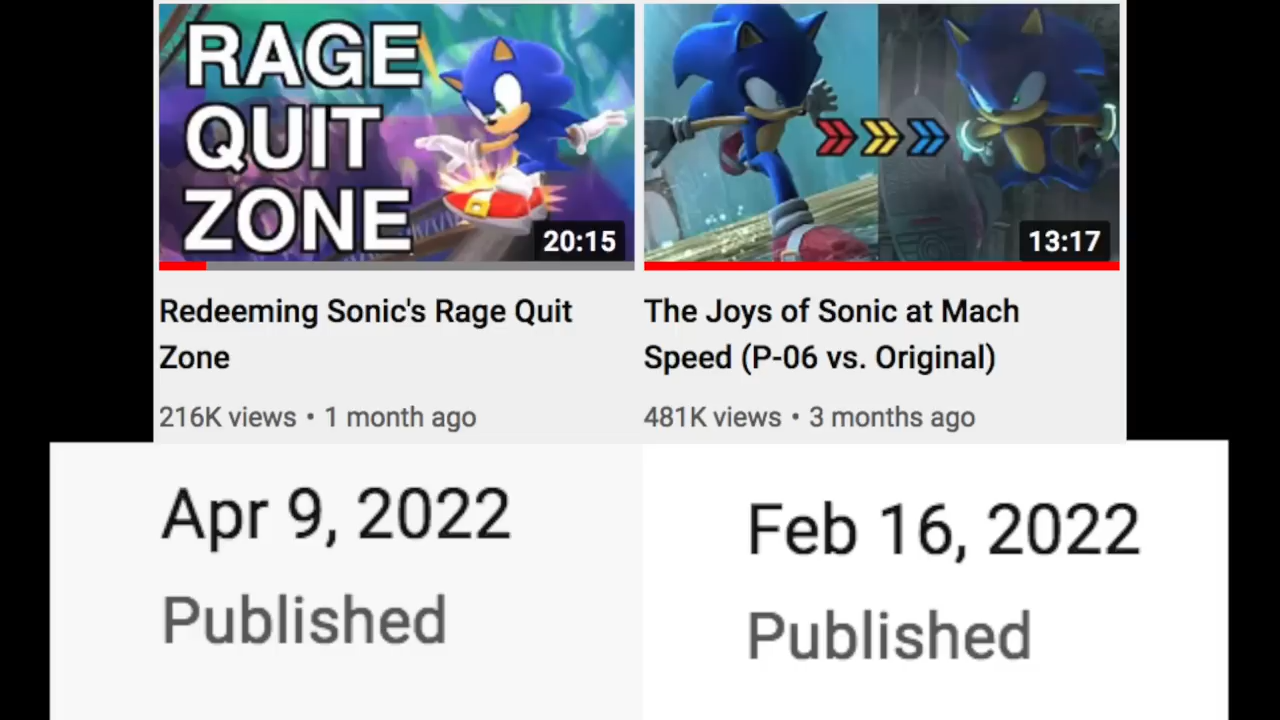 RAGE
QUIT
ZONE
20:15
13:17
Redeeming Sonic's Rage Quit
Zone
216K views • 1 month ago
The Joys of Sonic at Mach
Speed (P-06 vs. Original)
481K views • 3 months ago
Apr 9, 2022
Published
Feb 16, 2022
Published